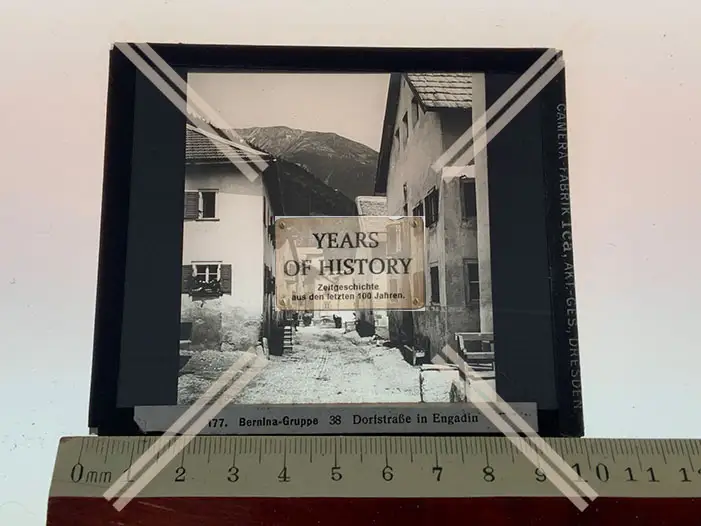 CAMERA-FABRIK Ica, AKT-GES, DRESDEN
YEARS
OF HISTORY
Zeitgeschichte
aus den letzten 100 Jahren.
177. Bernina-Gruppe 38 Dorfstraße in Engadin
0mm 1 2 3 4 5 6 7 8 9 10 11